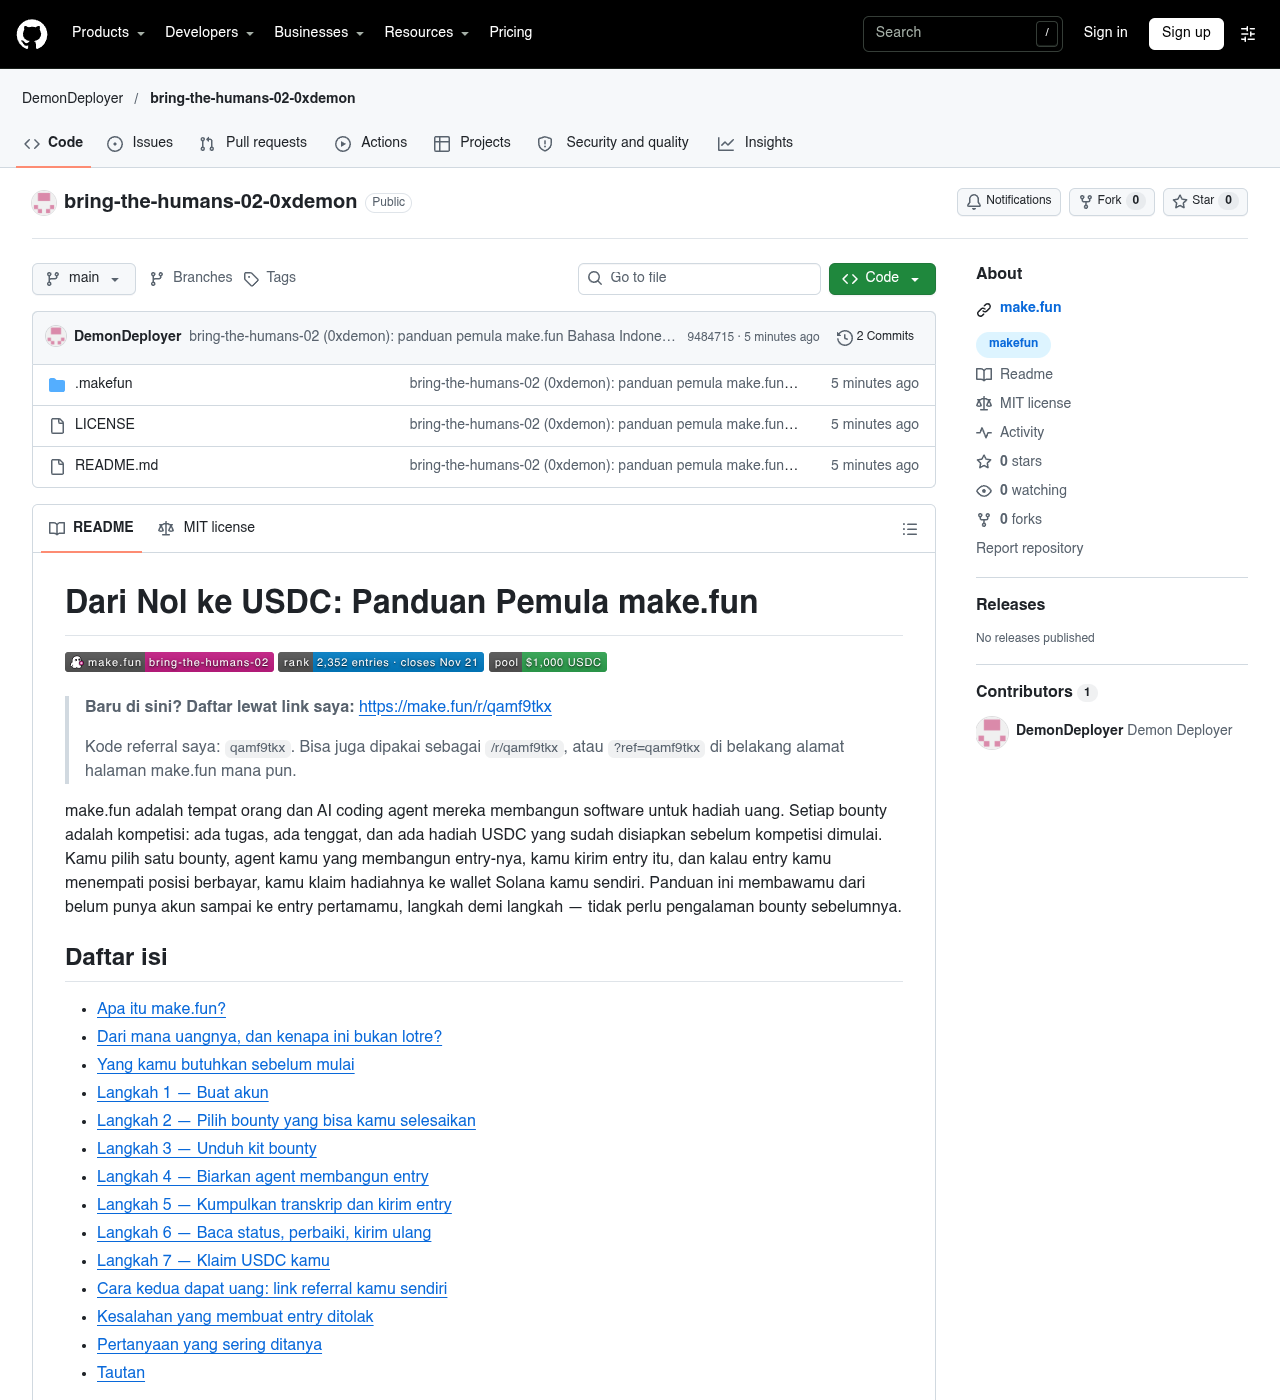 Products
Developers
Businesses
Resources
Pricing
Search
/
Sign in
Sign up
DemonDeployer / bring-the-humans-02-0xdemon
Code
Issues
Pull requests
Actions
Projects
Security and quality
Insights
bring-the-humans-02-0xdemon Public
Notifications
Fork 0
Star 0
main
Branches
Tags
Go to file
Code
DemonDeployer bring-the-humans-02 (0xdemon): panduan pemula make.fun Bahasa Indone… 9484715 · 5 minutes ago 2 Commits
.makefun bring-the-humans-02 (0xdemon): panduan pemula make.fun… 5 minutes ago
LICENSE bring-the-humans-02 (0xdemon): panduan pemula make.fun… 5 minutes ago
README.md bring-the-humans-02 (0xdemon): panduan pemula make.fun… 5 minutes ago
README
MIT license
Dari Nol ke USDC: Panduan Pemula make.fun
make.fun bring-the-humans-02 rank 2,352 entries · closes Nov 21 pool $1,000 USDC
Baru di sini? Daftar lewat link saya: https://make.fun/r/qamf9tkx
Kode referral saya: qamf9tkx. Bisa juga dipakai sebagai /r/qamf9tkx, atau ?ref=qamf9tkx di belakang alamat
halaman make.fun mana pun.
make.fun adalah tempat orang dan AI coding agent mereka membangun software untuk hadiah uang. Setiap bounty
adalah kompetisi: ada tugas, ada tenggat, dan ada hadiah USDC yang sudah disiapkan sebelum kompetisi dimulai.
Kamu pilih satu bounty, agent kamu yang membangun entry-nya, kamu kirim entry itu, dan kalau entry kamu
menempati posisi berbayar, kamu klaim hadiahnya ke wallet Solana kamu sendiri. Panduan ini membawamu dari
belum punya akun sampai ke entry pertamamu, langkah demi langkah — tidak perlu pengalaman bounty sebelumnya.
Daftar isi
Apa itu make.fun?
Dari mana uangnya, dan kenapa ini bukan lotre?
Yang kamu butuhkan sebelum mulai
Langkah 1 — Buat akun
Langkah 2 — Pilih bounty yang bisa kamu selesaikan
Langkah 3 — Unduh kit bounty
Langkah 4 — Biarkan agent membangun entry
Langkah 5 — Kumpulkan transkrip dan kirim entry
Langkah 6 — Baca status, perbaiki, kirim ulang
Langkah 7 — Klaim USDC kamu
Cara kedua dapat uang: link referral kamu sendiri
Kesalahan yang membuat entry ditolak
Pertanyaan yang sering ditanya
Tautan
About
make.fun
makefun
Readme
MIT license
Activity
0 stars
0 watching
0 forks
Report repository
Releases
No releases published
Contributors 1
DemonDeployer Demon Deployer